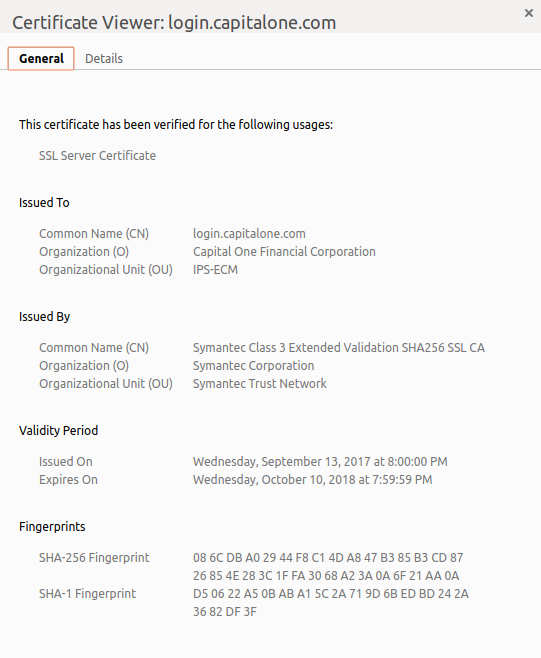 Certificate Viewer: login.capitalone.com
General Details
This certificate has been verified for the following usages:
SSL Server Certificate
Issued To
Common Name (CN) login.capitalone.com
Organization (O) Capital One Financial Corporation
Organizational Unit (OU) IPS-ECM
Issued By
Common Name (CN) Symantec Class 3 Extended Validation SHA256 SSL CA
Organization (O) Symantec Corporation
Organizational Unit (OU) Symantec Trust Network
Validity Period
Issued On Wednesday, September 13, 2017 at 8:00:00 PM
Expires On Wednesday, October 10, 2018 at 7:59:59 PM
Fingerprints
SHA-256 Fingerprint 08 6C DB A0 29 44 F8 C1 4D A8 47 B3 85 B3 CD 87
26 85 4E 28 3C 1F FA 30 68 A2 3A 0A 6F 21 AA 0A
SHA-1 Fingerprint D5 06 22 A5 0B AB A1 5C 2A 71 9D 6B ED BD 24 2A
36 82 DF 3F